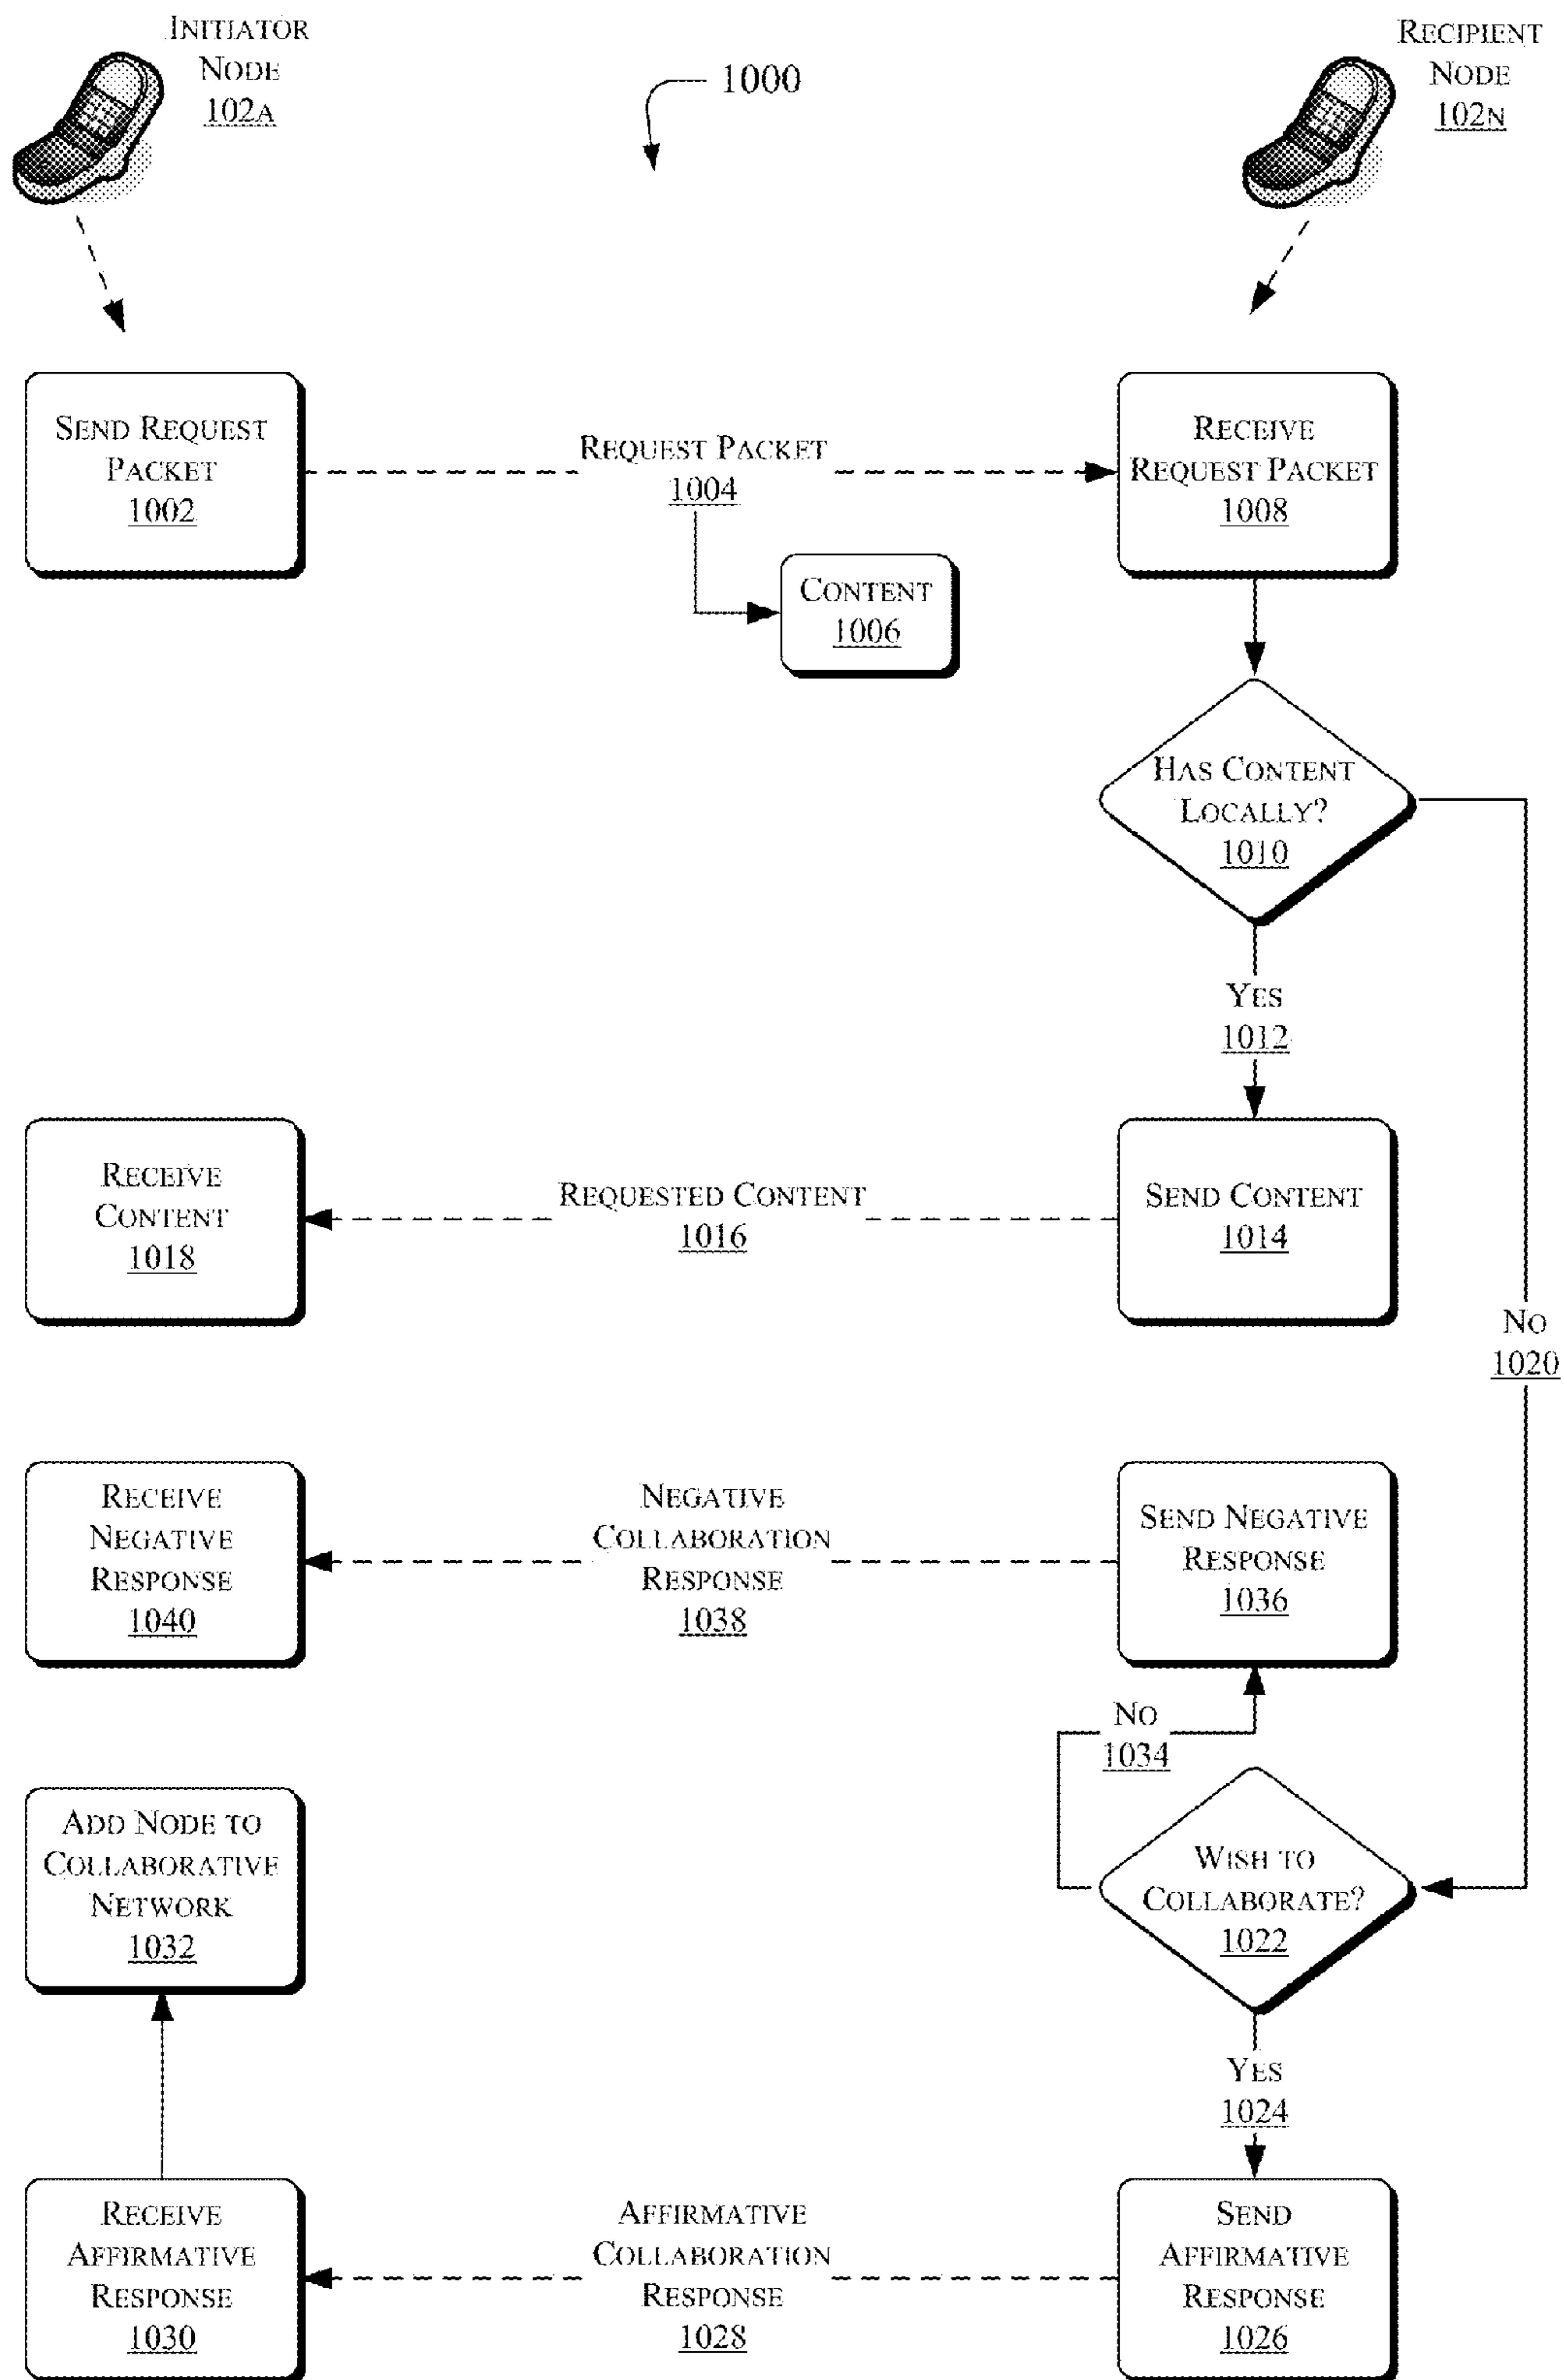 INITIATOR
NODE
102A
1000
RECIPIENT
NODE
102N
SEND REQUEST
PACKET
1002
REQUEST PACKET
1004
CONTENT
1006
RECEIVE
REQUEST PACKET
1008
HAS CONTENT
LOCALLY?
1010
YES
1012
RECEIVE
CONTENT
1018
REQUESTED CONTENT
1016
SEND CONTENT
1014
NO
1020
RECEIVE
NEGATIVE
RESPONSE
1040
NEGATIVE
COLLABORATION
RESPONSE
1038
SEND NEGATIVE
RESPONSE
1036
NO
1034
ADD NODE TO
COLLABORATIVE
NETWORK
1032
WISH TO
COLLABORATE?
1022
YES
1024
RECEIVE
AFFIRMATIVE
RESPONSE
1030
AFFIRMATIVE
COLLABORATION
RESPONSE
1028
SEND
AFFIRMATIVE
RESPONSE
1026